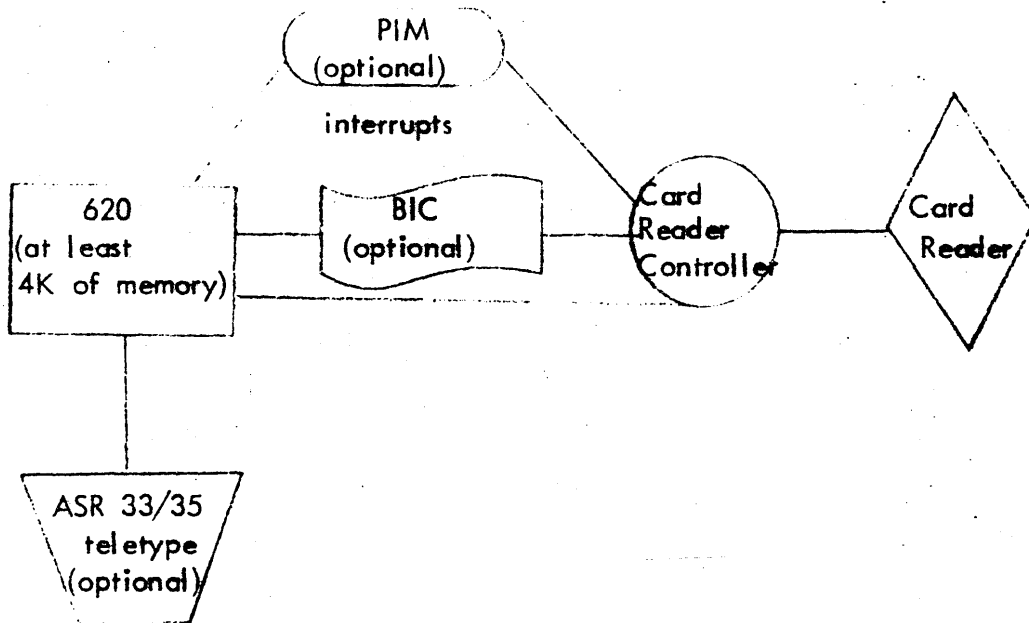 PIM
(optional)
interrupts
620
(at least
4K of memory)
BIC
(optional)
Card
Reader
Controller
Card
Reader
ASR 33/35
teletype
(optional)